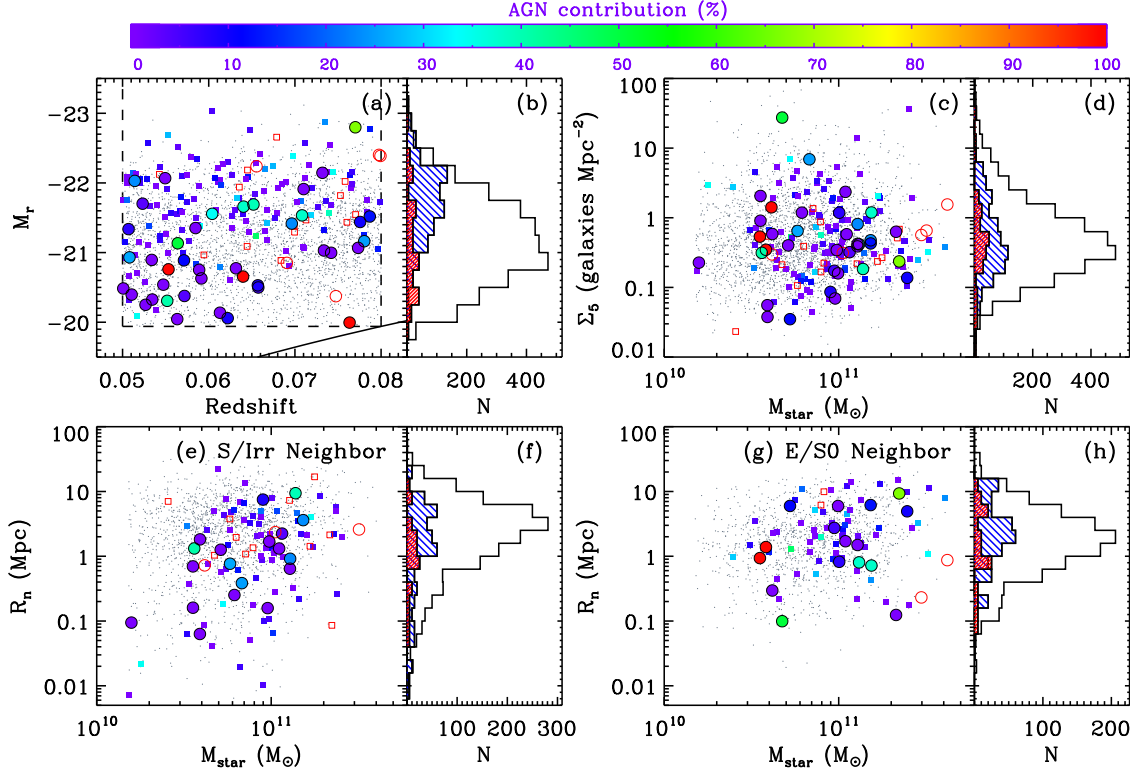 AGN contribution (%)
0 10 20 30 40 50 60 70 80 90 100
(a) (b) (c) (d)
−23
−22
−21
−20
M_r
0.05 0.06 0.07 0.08
Redshift
200 400
N
100
10
1
0.1
0.01
Σ_5 (galaxies Mpc^−2)
10^10 10^11
M_star (M_⊙)
200 400
N
(e) S/Irr Neighbor (f)
100
10
1
0.1
0.01
R_n (Mpc)
10^10 10^11
M_star (M_⊙)
100 200 300
N
(g) E/S0 Neighbor (h)
100
10
1
0.1
0.01
R_n (Mpc)
10^10 10^11
M_star (M_⊙)
100 200
N